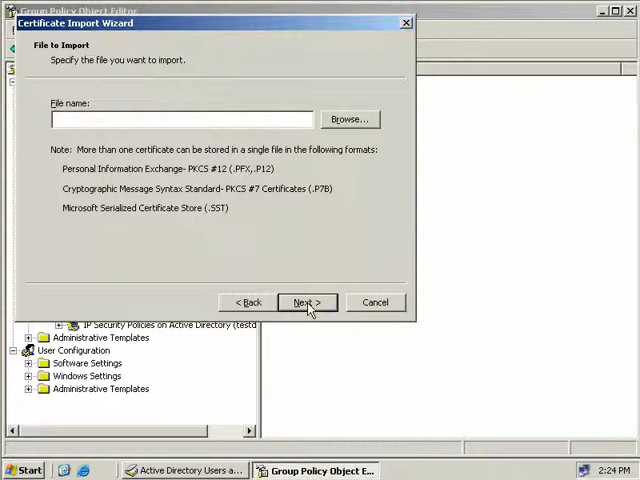 Group Policy Object Editor
Certificate Import Wizard
File to Import
Specify the file you want to import.
File name:
Browse...
Note: More than one certificate can be stored in a single file in the following formats:
Personal Information Exchange- PKCS #12 (.PFX,.P12)
Cryptographic Message Syntax Standard- PKCS #7 Certificates (.P7B)
Microsoft Serialized Certificate Store (.SST)
< Back
Next >
Cancel
IP Security Policies on Active Directory (testd
Administrative Templates
User Configuration
Software Settings
Windows Settings
Administrative Templates
Start
Active Directory Users a...
Group Policy Object E...
2:24 PM